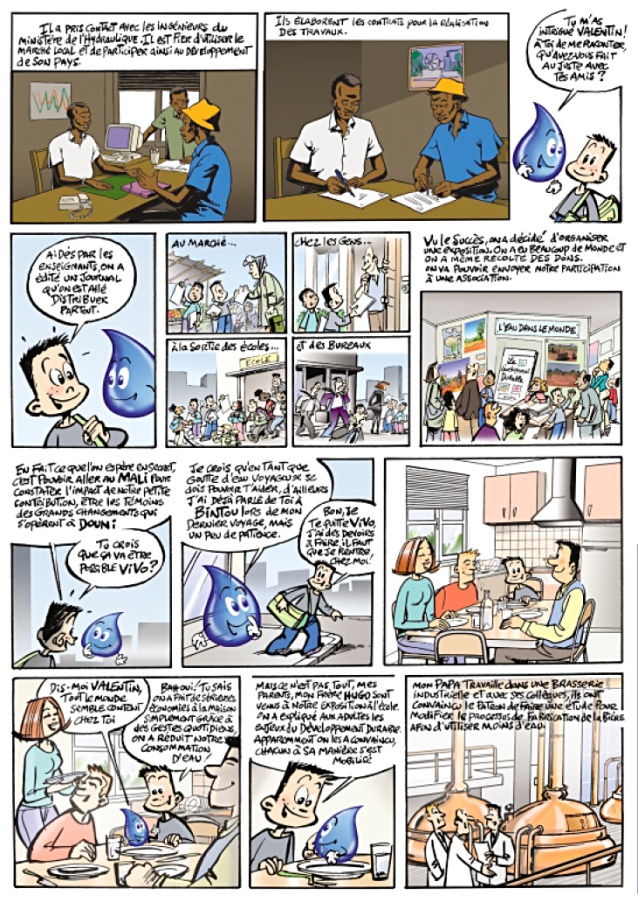 Il a pris contact avec les ingénieurs du
Ministère de l'Hydraulique. Il est fier d'utiliser le
marché local et de participer ainsi au développement
de son pays.
Ils élaborent les contrats pour la réalisation
des travaux.
Tu m'as
intrigué Valentin!
À toi de me raconter,
qu'avez-vous fait
au juste avec
tes amis ?
Aidés par les
enseignants, on a
édité un journal
qu'on est allé
distribuer
partout.
Au marché...
Chez les gens...
à la sortie des écoles...
École
et des bureaux
Vu le succès, on a décidé d'organiser
une exposition. On a eu beaucoup de monde et
on a même récolté des dons.
On va pouvoir envoyer notre participation
à une association.
L'eau dans le monde
Le
développement
Durable
En fait ce que l'on espère en secret,
c'est pouvoir aller au Mali pour
constater l'impact de notre petite
contribution, être les témoins
des grands changements qui
s'opèrent à Doun!
Tu crois
que ça va être
possible Vivo?
Je crois qu'en tant que
goutte d'eau voyageuse je
dois pouvoir t'aider, d'ailleurs
j'ai déjà parlé de toi à
Bintou lors de mon
dernier voyage, mais
un peu de patience.
Bon, je
te quitte Vivo,
j'ai des devoirs
à faire, il faut
que je rentre
chez moi.
Dis-moi Valentin,
tout le monde
semble content
chez toi
Bah oui! Tu sais
on a fait de sérieuses
économies à la maison
simplement grâce à
des gestes quotidiens,
on a réduit notre
consommation
d'eau!
Mais ce n'est pas tout, mes
parents, mon frère Hugo sont
venus à notre exposition à l'école.
On a expliqué aux adultes les
enjeux du développement durable.
Apparemment on les a convaincu,
chacun à sa manière s'est
mobilisé.
Mon papa travaille dans une brasserie
industrielle et avec ses collègues, ils ont
convaincu le patron de faire une étude pour
modifier le processus de fabrication de la bière
afin d'utiliser moins d'eau